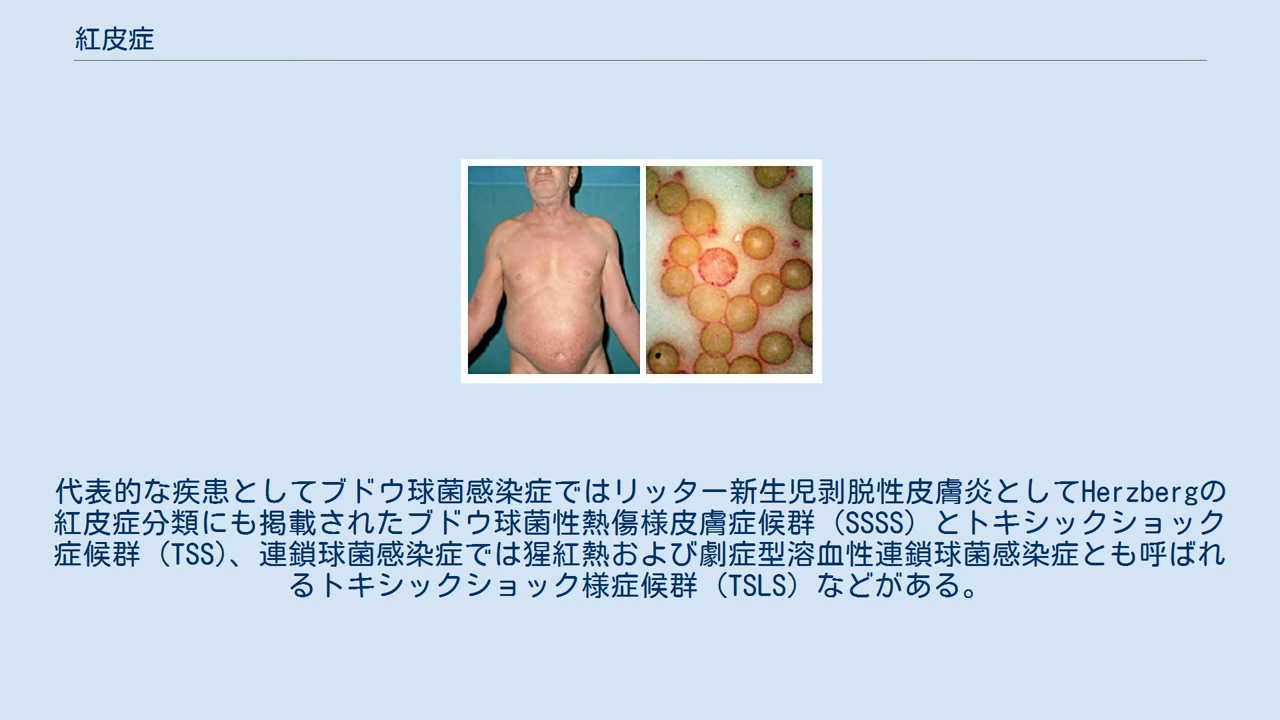 紅皮症
代表的な疾患としてブドウ球菌感染症ではリッター新生児剥脱性皮膚炎としてHerzbergの
紅皮症分類にも掲載されたブドウ球菌性熱傷様皮膚症候群（SSSS）とトキシックショック
症候群（TSS）、連鎖球菌感染症では猩紅熱および劇症型溶血性連鎖球菌感染症とも呼ばれ
るトキシックショック様症候群（TSLS）などがある。